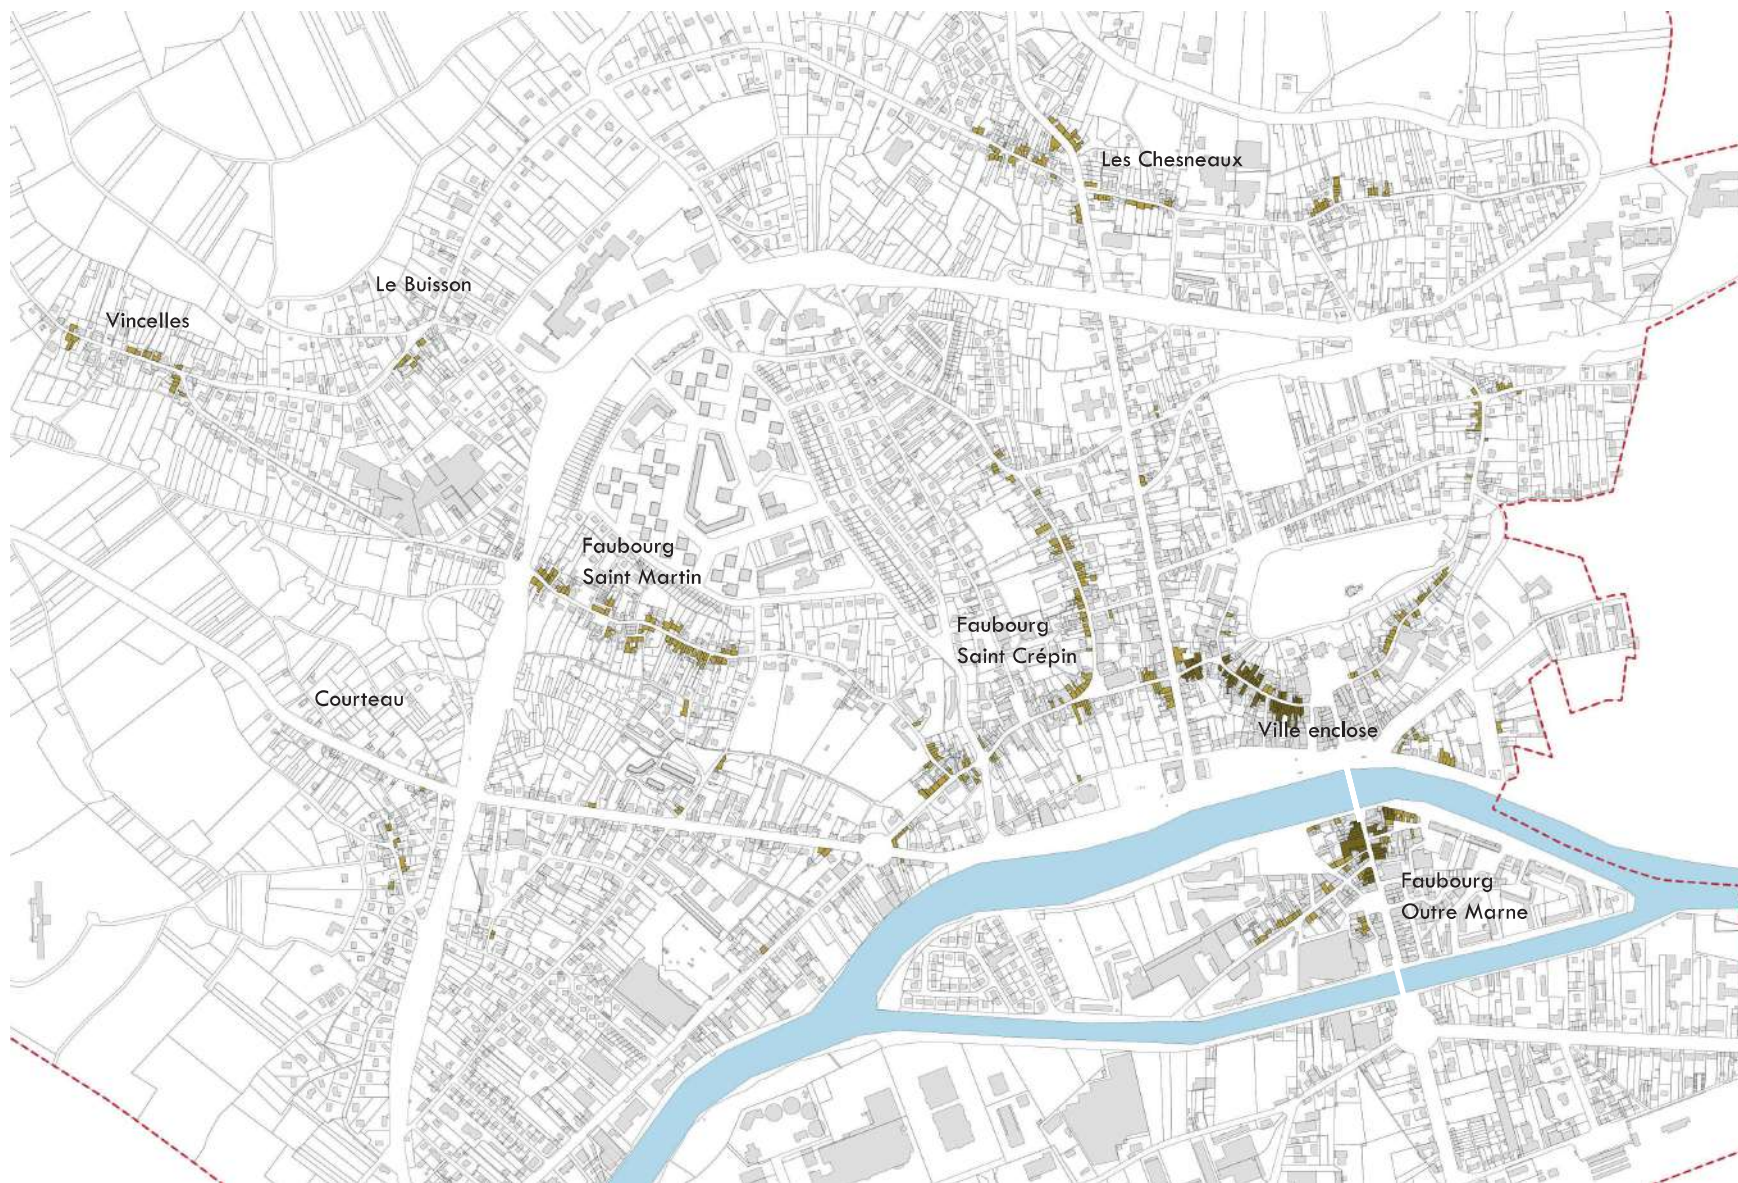 Les Chesneaux
Le Buisson
Vincelles
Faubourg
Saint Martin
Faubourg
Saint Crépin
Courteau
Ville enclose
Faubourg
Outre Marne